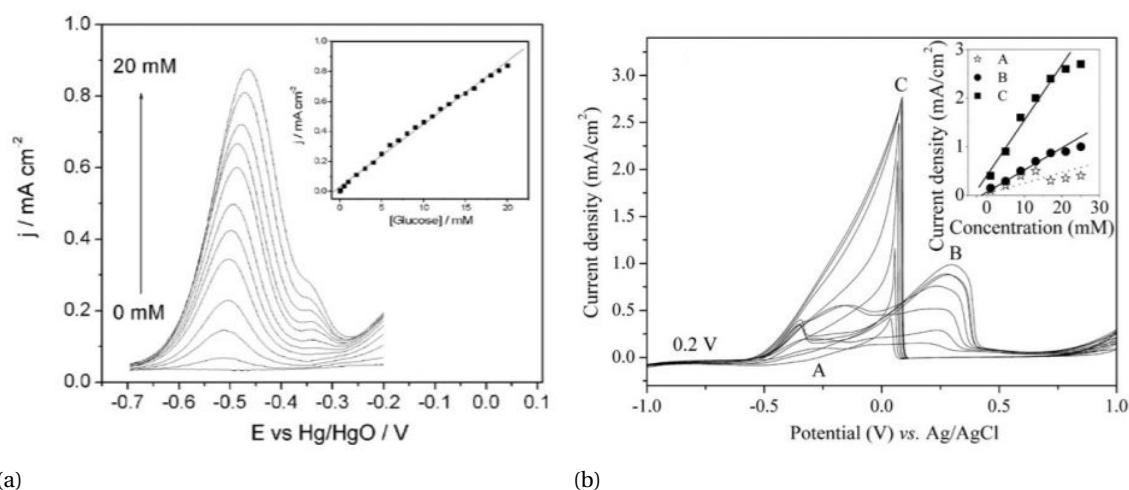 1.0
0.8
0.6
0.4
0.2
0.0
j / mA cm-2
20 mM
0 mM
-0.7 -0.6 -0.5 -0.4 -0.3 -0.2 -0.1 0.0 0.1
E vs Hg/HgO / V
1.0
0.8
0.6
0.4
0.2
0.0
j / mA cm-2
0 5 10 15 20
[Glucose] / mM
(a)
3.0
2.5
2.0
1.5
1.0
0.5
0.0
Current density (mA/cm2)
C
B
A
0.2 V
-1.0 -0.5 0.0 0.5 1.0
Potential (V) vs. Ag/AgCl
3
2
1
0
Current density (mA/cm2)
A
B
C
0 10 20 30
Concentration (mM)
(b)